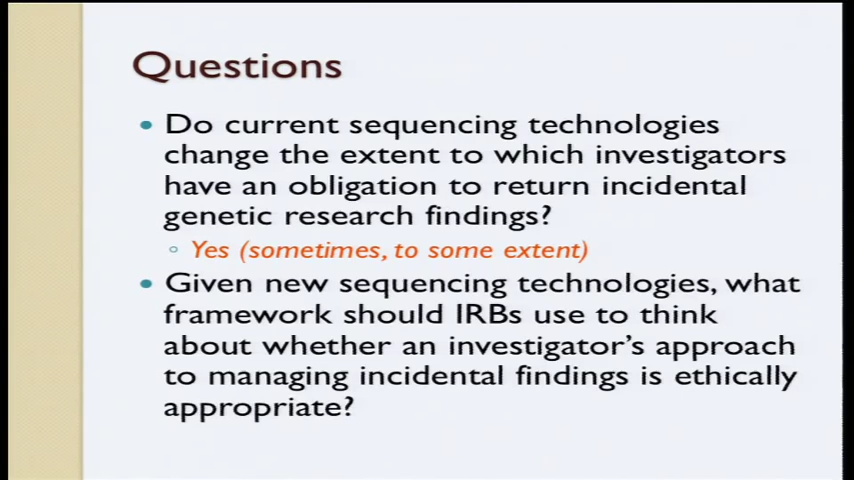 Questions
• Do current sequencing technologies
change the extent to which investigators
have an obligation to return incidental
genetic research findings?
◦ Yes (sometimes, to some extent)
• Given new sequencing technologies, what
framework should IRBs use to think
about whether an investigator's approach
to managing incidental findings is ethically
appropriate?